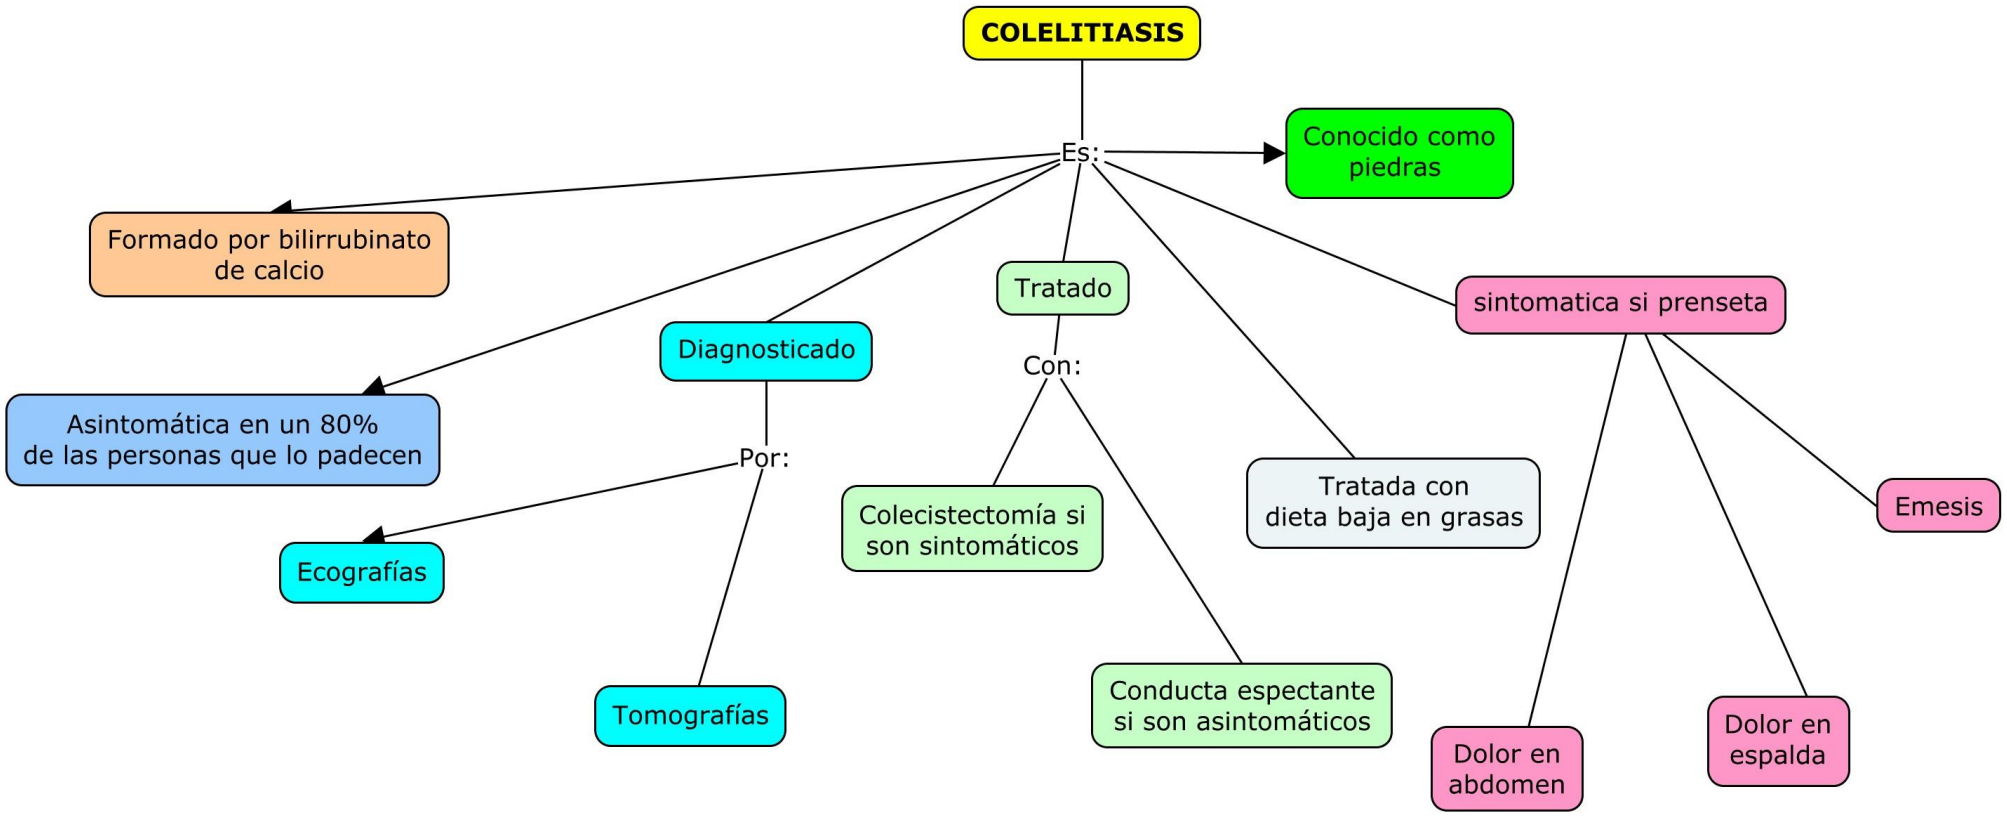 COLELITIASIS
Es:
Conocido como
piedras
Formado por bilirrubinato
de calcio
Asintomática en un 80%
de las personas que lo padecen
Diagnosticado
Por:
Ecografías
Tomografías
Tratado
Con:
Colecistectomía si
son sintomáticos
Conducta espectante
si son asintomáticos
Tratada con
dieta baja en grasas
sintomatica si prenseta
Dolor en
abdomen
Dolor en
espalda
Emesis